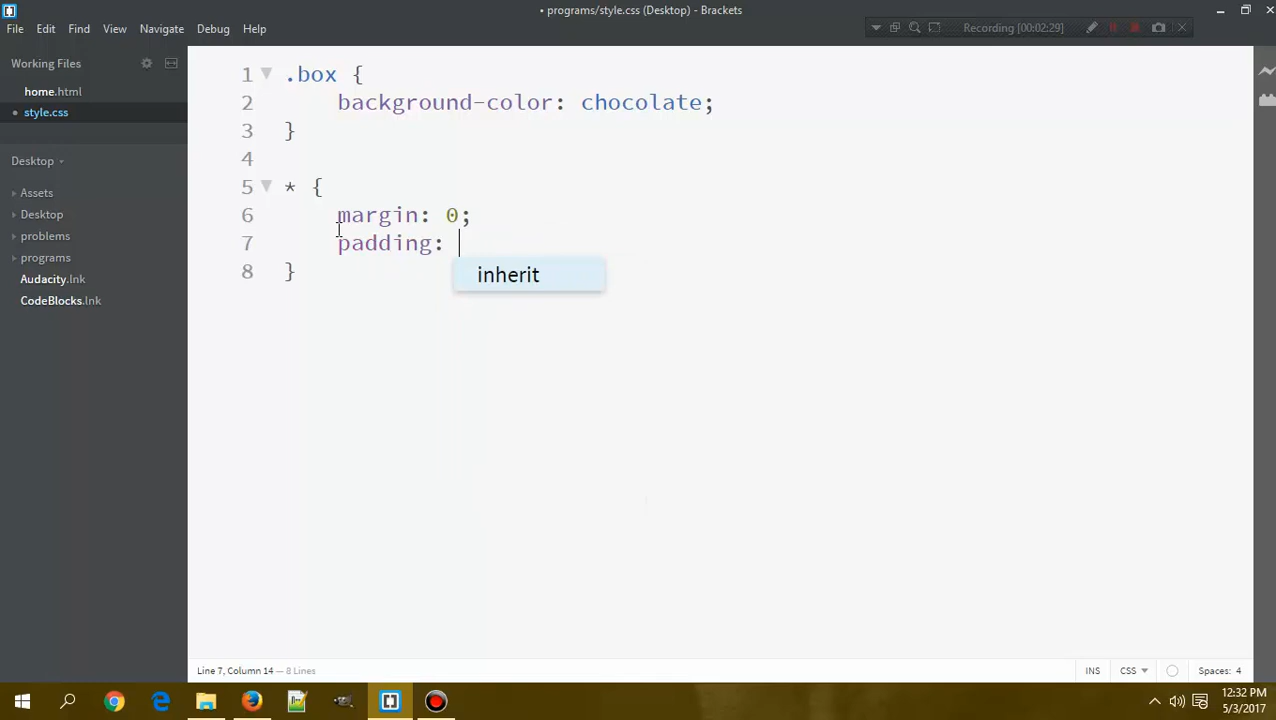 • programs/style.css (Desktop) - Brackets
File Edit Find View Navigate Debug Help
Recording [00:02:29]
Working Files
home.html
• style.css
Desktop
Assets
Desktop
problems
programs
Audacity.lnk
CodeBlocks.lnk
1 .box {
2 background-color: chocolate;
3 }
4
5 * {
6 margin: 0;
7 padding:
8 }
inherit
Line 7, Column 14 — 8 Lines
INS CSS Spaces: 4
12:32 PM
5/3/2017